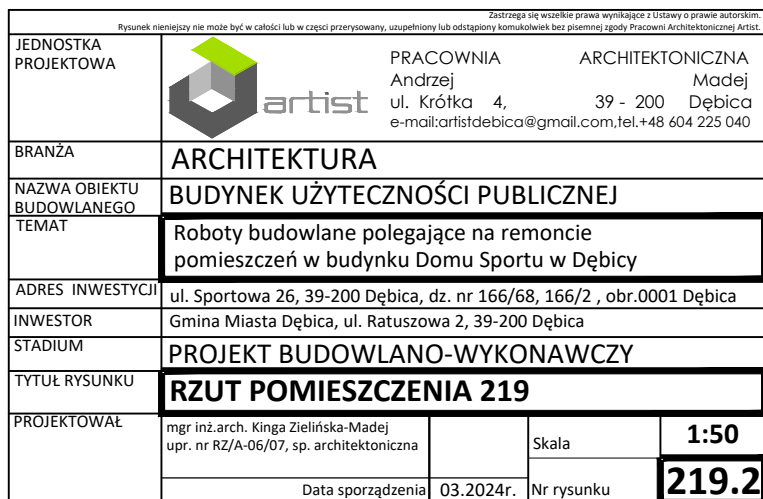 Zastrzega się wszelkie prawa wynikające z Ustawy o prawie autorskim.
Rysunek nieniejszy nie może być w całości lub w części przerysowany, uzupełniony lub odstąpiony komukolwiek bez pisemnej zgody Pracowni Architektonicznej Artist.
JEDNOSTKA
PROJEKTOWA
artist
PRACOWNIA ARCHITEKTONICZNA
Andrzej Madej
ul. Krótka 4, 39 - 200 Dębica
e-mail:artistdebica@gmail.com,tel.+48 604 225 040
BRANŻA
ARCHITEKTURA
NAZWA OBIEKTU
BUDOWLANEGO
BUDYNEK UŻYTECZNOŚCI PUBLICZNEJ
TEMAT
Roboty budowlane polegające na remoncie
pomieszczeń w budynku Domu Sportu w Dębicy
ADRES INWESTYCJI
ul. Sportowa 26, 39-200 Dębica, dz. nr 166/68, 166/2 , obr.0001 Dębica
INWESTOR
Gmina Miasta Dębica, ul. Ratuszowa 2, 39-200 Dębica
STADIUM
PROJEKT BUDOWLANO-WYKONAWCZY
TYTUŁ RYSUNKU
RZUT POMIESZCZENIA 219
PROJEKTOWAŁ
mgr inż.arch. Kinga Zielińska-Madej
upr. nr RZ/A-06/07, sp. architektoniczna
Skala
1:50
Data sporządzenia
03.2024r.
Nr rysunku
219.2